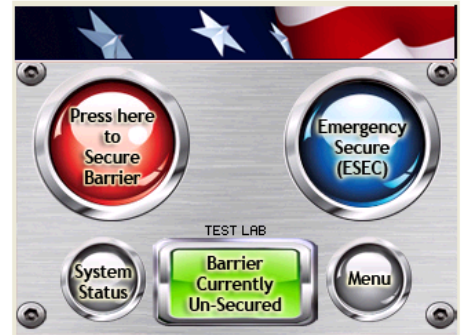 Press here
to
Secure
Barrier
Emergency
Secure
(ESEC)
TEST LAB
System
Status
Barrier
Currently
Un-Secured
Menu